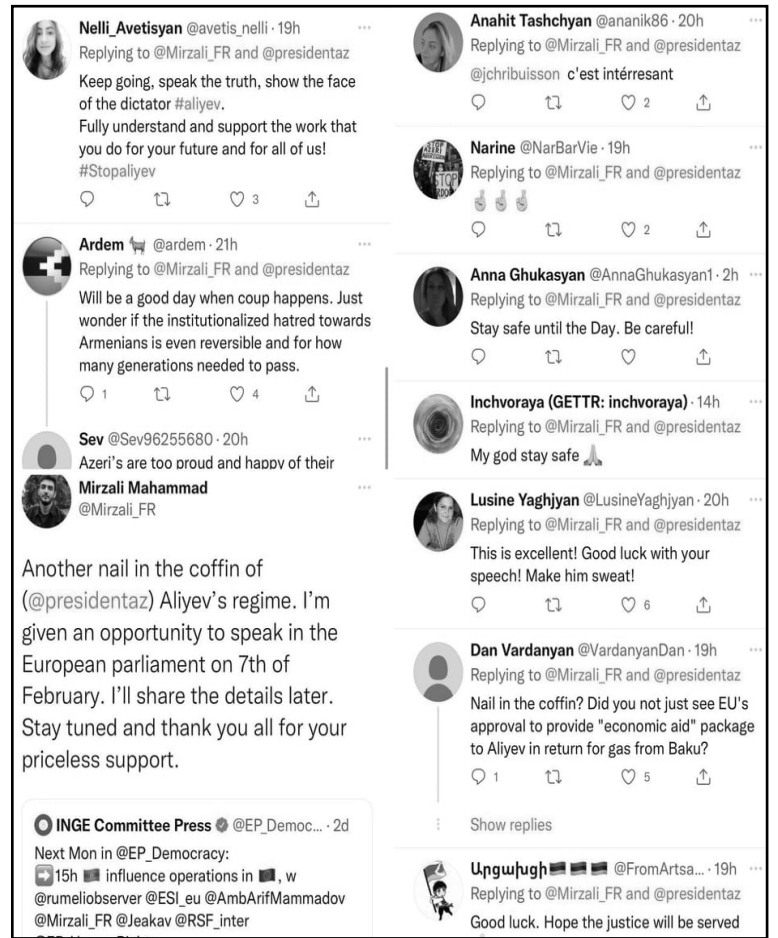 Nelli_Avetisyan @avetis_nelli · 19h
Replying to @Mirzali_FR and @presidentaz
Keep going, speak the truth, show the face
of the dictator #aliyev.
Fully understand and support the work that
you do for your future and for all of us!
#Stopaliyev
3
Ardem @ardem · 21h
Replying to @Mirzali_FR and @presidentaz
Will be a good day when coup happens. Just
wonder if the institutionalized hatred towards
Armenians is even reversible and for how
many generations needed to pass.
1 4
Sev @Sev96255680 · 20h
Azeri's are too proud and happy of their
Mirzali Mahammad
@Mirzali_FR
Another nail in the coffin of
(@presidentaz) Aliyev's regime. I'm
given an opportunity to speak in the
European parliament on 7th of
February. I'll share the details later.
Stay tuned and thank you all for your
priceless support.
INGE Committee Press @EP_Democ... · 2d
Next Mon in @EP_Democracy:
15h influence operations in , w
@rumeliobserver @ESI_eu @AmbArifMammadov
@Mirzali_FR @Jeakav @RSF_inter
Anahit Tashchyan @ananik86 · 20h
Replying to @Mirzali_FR and @presidentaz
@jchribuisson c'est intérresant
2
Narine @NarBarVie · 19h
Replying to @Mirzali_FR and @presidentaz
2
Anna Ghukasyan @AnnaGhukasyan1 · 2h
Replying to @Mirzali_FR and @presidentaz
Stay safe until the Day. Be careful!
Inchvoraya (GETTR: inchvoraya) · 14h
Replying to @Mirzali_FR and @presidentaz
My god stay safe
Lusine Yaghjyan @LusineYaghjyan · 20h
Replying to @Mirzali_FR and @presidentaz
This is excellent! Good luck with your
speech! Make him sweat!
6
Dan Vardanyan @VardanyanDan · 19h
Replying to @Mirzali_FR and @presidentaz
Nail in the coffin? Did you not just see EU's
approval to provide "economic aid" package
to Aliyev in return for gas from Baku?
1 5
Show replies
Արցախցի @FromArtsa... · 19h
Replying to @Mirzali_FR and @presidentaz
Good luck. Hope the justice will be served